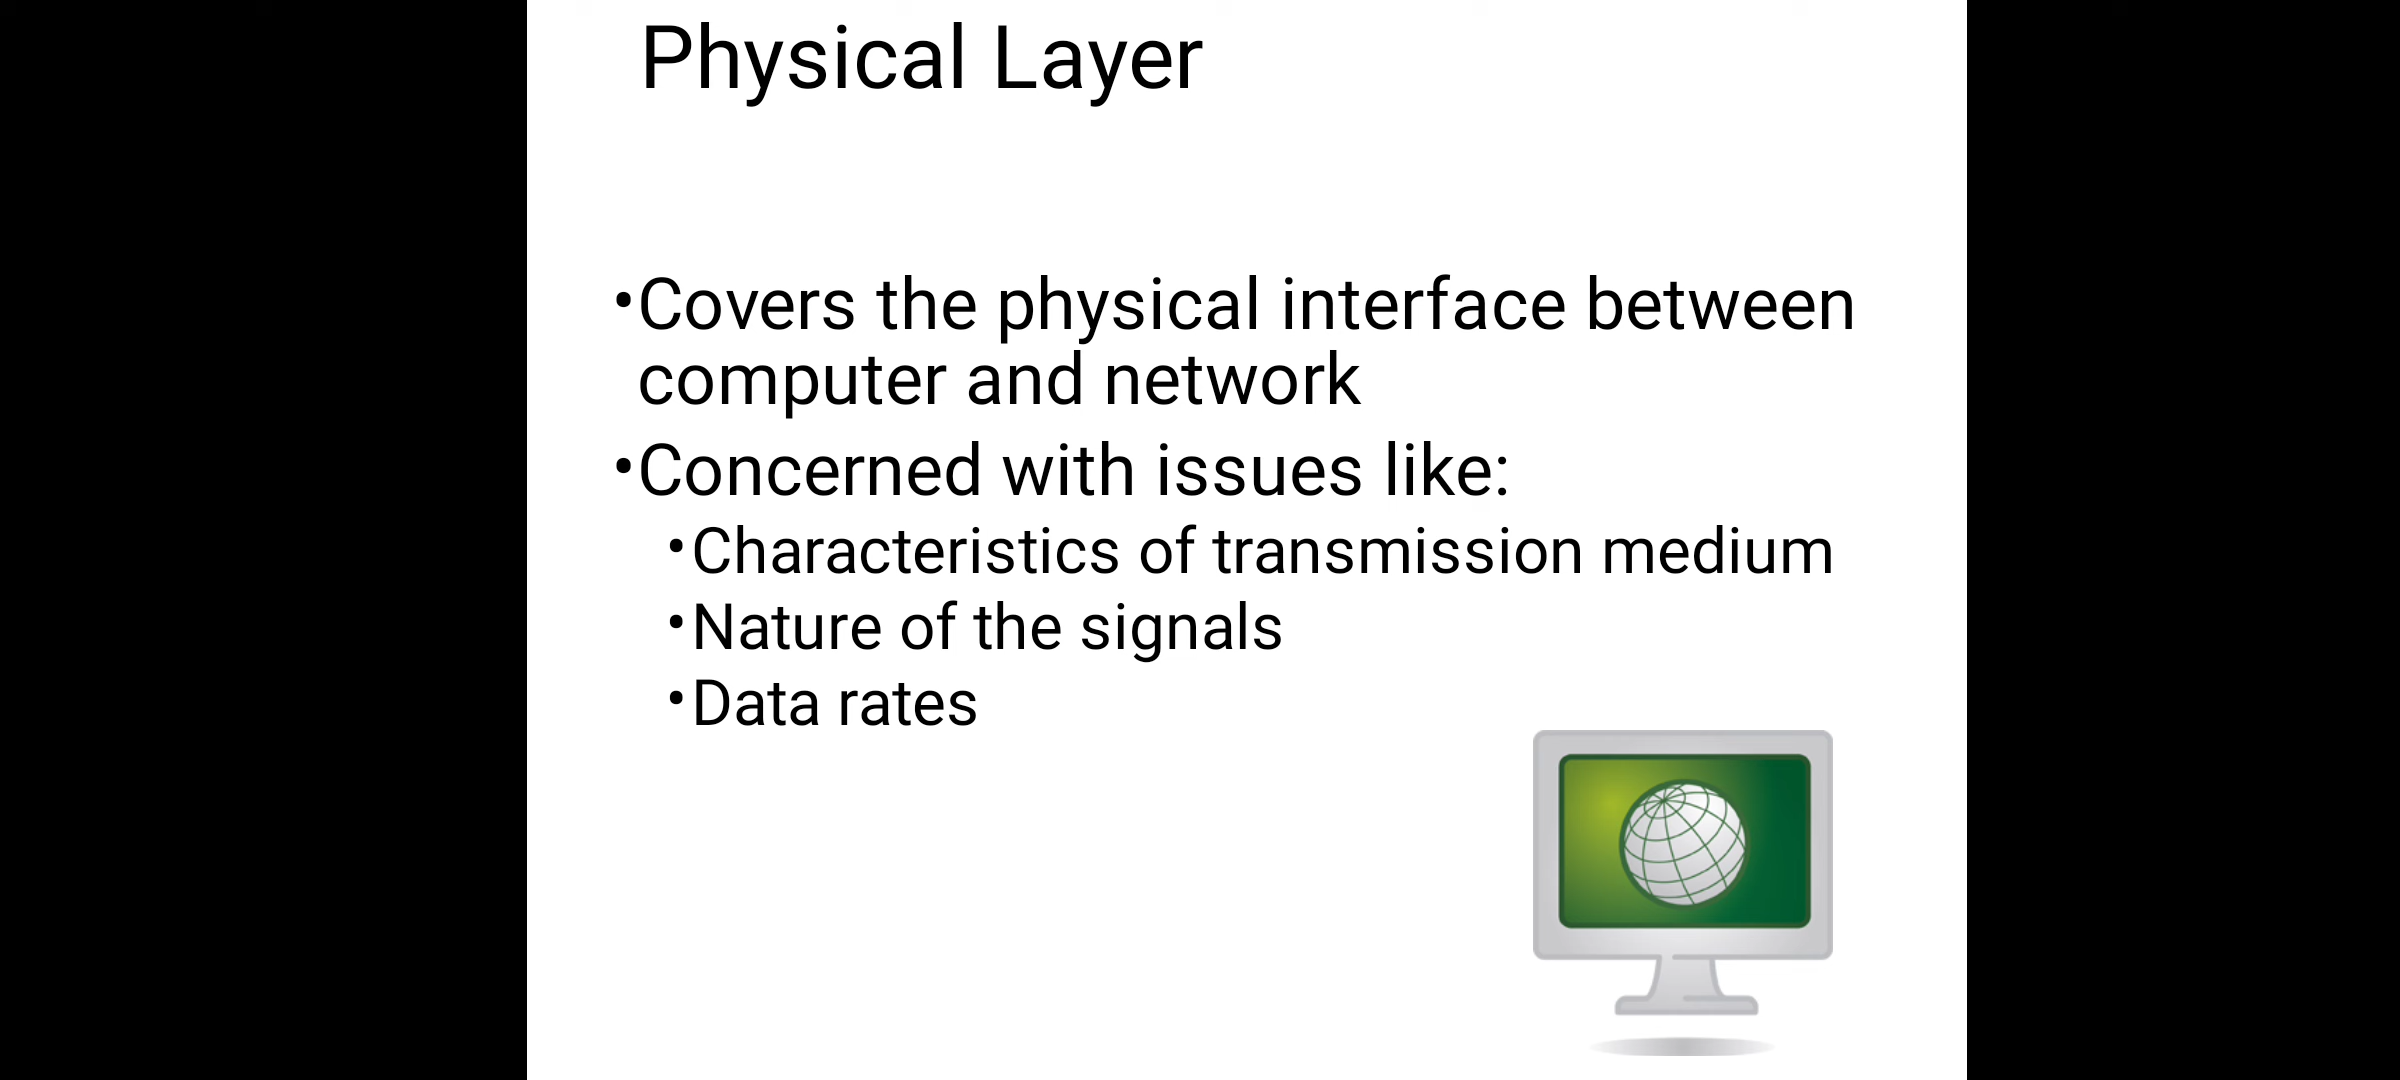 Physical Layer
•Covers the physical interface between
computer and network
•Concerned with issues like:
•Characteristics of transmission medium
•Nature of the signals
•Data rates